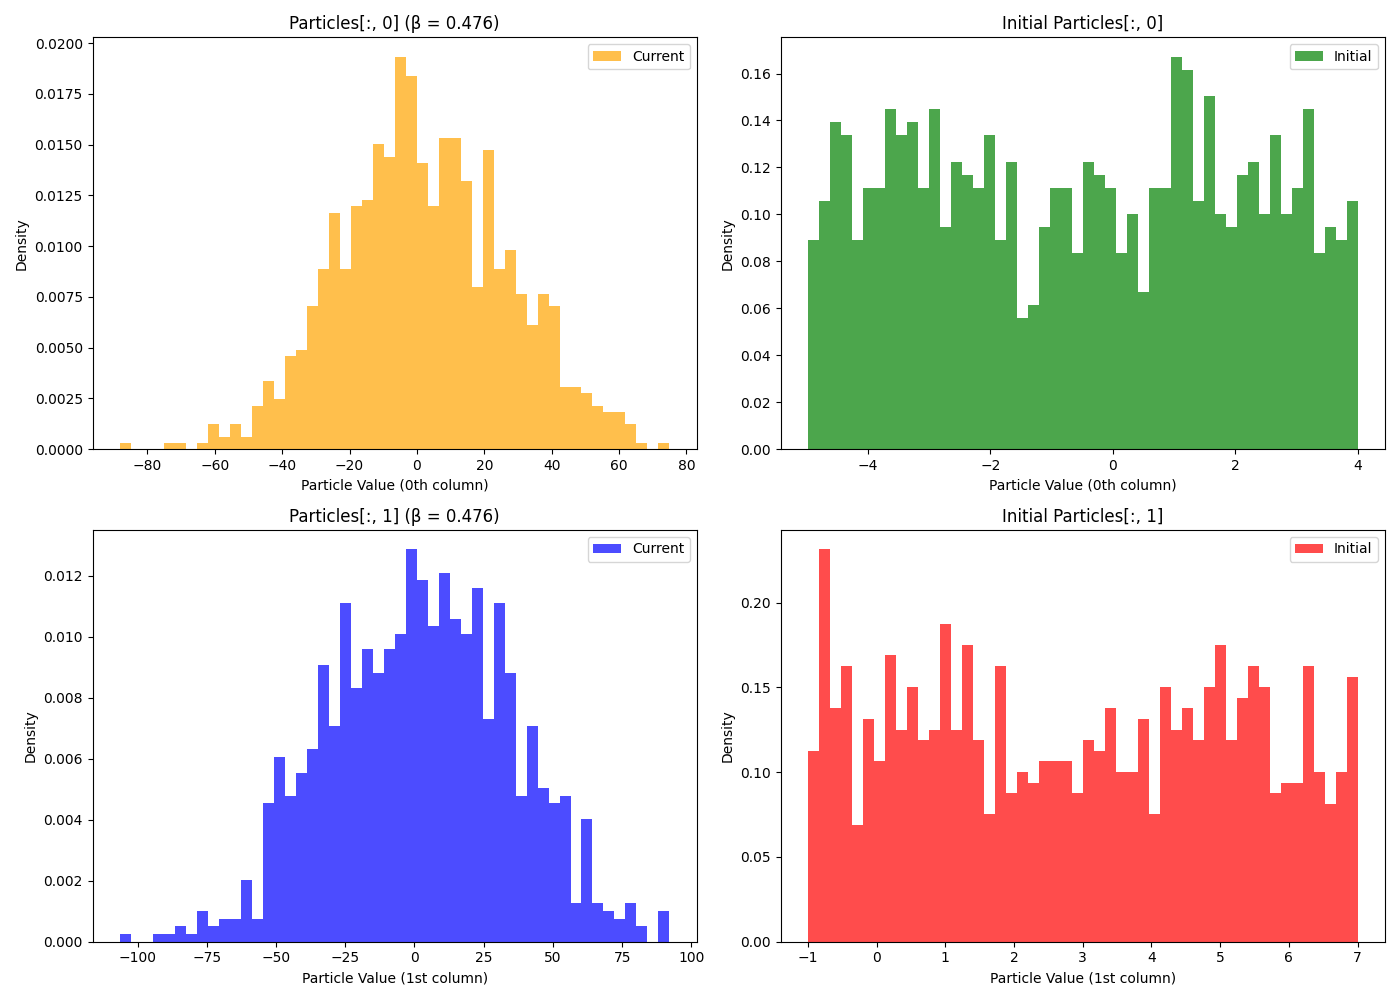 Particles[:, 0] (β = 0.476)
Density
0.0200
0.0175
0.0150
0.0125
0.0100
0.0075
0.0050
0.0025
0.0000
Current
−80 −60 −40 −20 0 20 40 60 80
Particle Value (0th column)
Initial Particles[:, 0]
Density
0.16
0.14
0.12
0.10
0.08
0.06
0.04
0.02
0.00
Initial
−4 −2 0 2 4
Particle Value (0th column)
Particles[:, 1] (β = 0.476)
Density
0.012
0.010
0.008
0.006
0.004
0.002
0.000
Current
−100 −75 −50 −25 0 25 50 75 100
Particle Value (1st column)
Initial Particles[:, 1]
Density
0.20
0.15
0.10
0.05
0.00
Initial
−1 0 1 2 3 4 5 6 7
Particle Value (1st column)